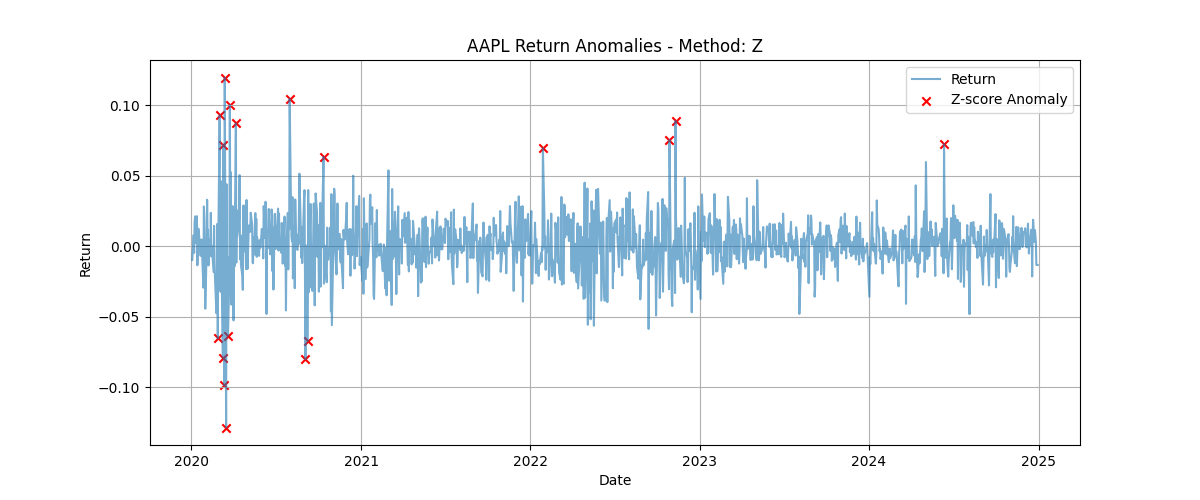 AAPL Return Anomalies - Method: Z
Return
Z-score Anomaly
0.10
0.05
0.00
−0.05
−0.10
Return
2020
2021
2022
2023
2024
2025
Date